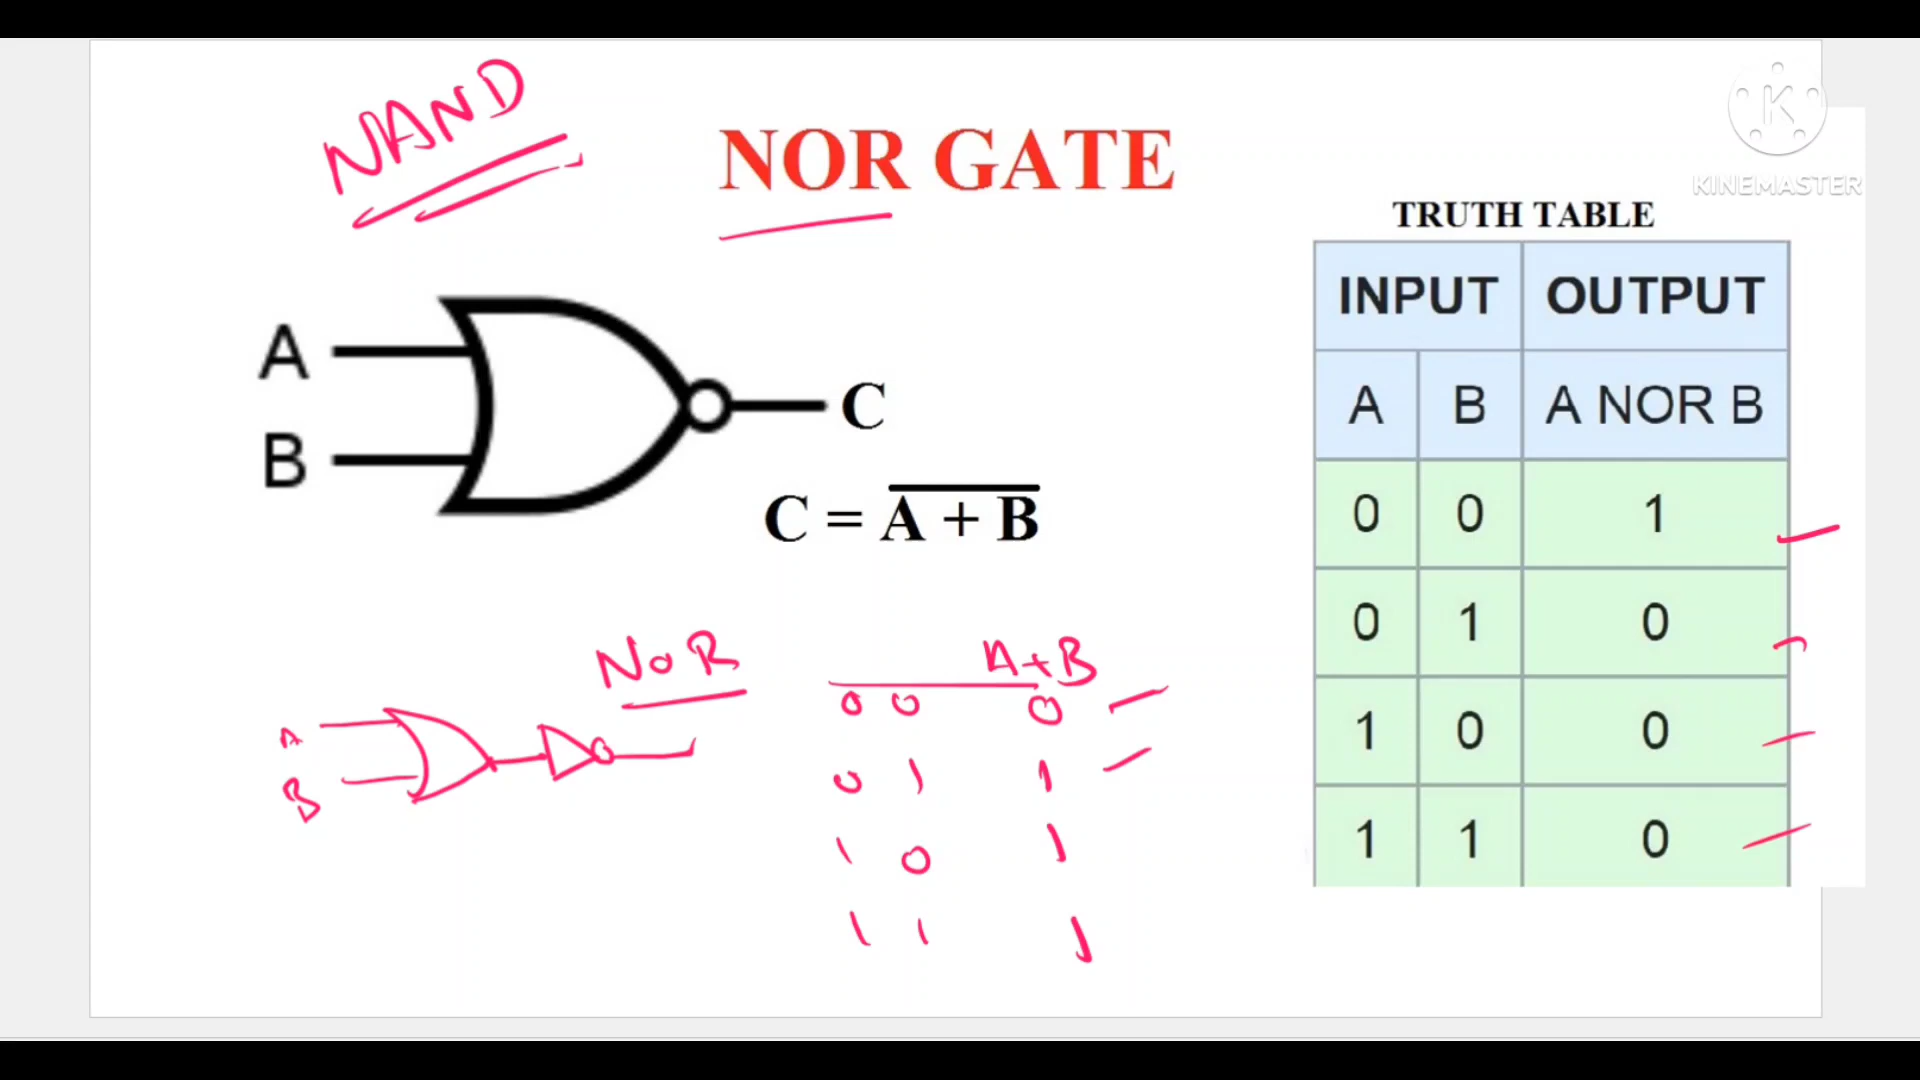 NAND
NOR GATE
KINEMASTER
TRUTH TABLE
INPUT OUTPUT
A B A NOR B
0 0 1
0 1 0
1 0 0
1 1 0
A
B
C
C = \overline{A + B}
NOR
A
B
A+B
0 0 0
0 1 1
1 0 1
1 1 1